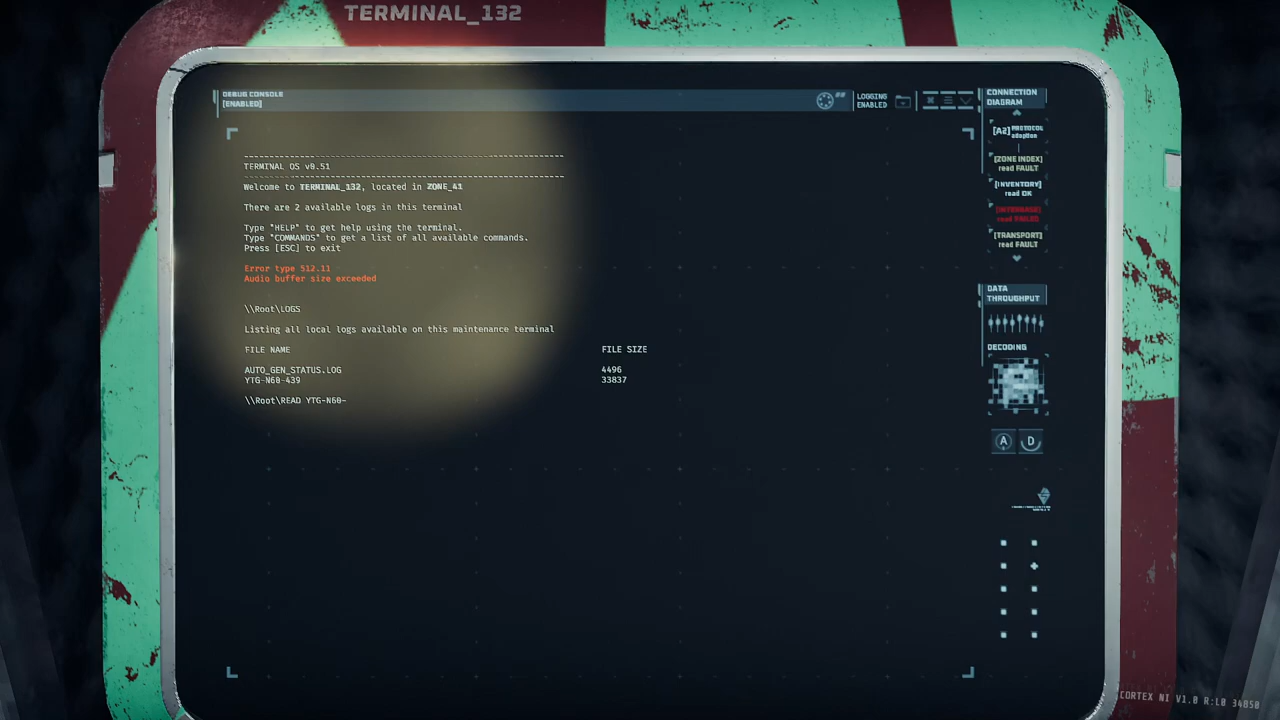 TERMINAL_132
DEBUG CONSOLE
[ENABLED]
LOGGING
ENABLED
CONNECTION
DIAGRAM
[A2] PROTOCOL
adaption
[ZONE INDEX]
read FAULT
[INVENTORY]
read OK
read FAILED
[TRANSPORT]
read FAULT
DATA
THROUGHPUT
DECODING
A D
--------------------------------
TERMINAL OS v0.51
--------------------------------
Welcome to TERMINAL_132, located in ZONE_41
There are 2 available logs in this terminal
Type "HELP" to get help using the terminal.
Type "COMMANDS" to get a list of all available commands.
Press [ESC] to exit
Error type 512.11
Audio buffer size exceeded
\\Root\LOGS
Listing all local logs available on this maintenance terminal
FILE NAME FILE SIZE
AUTO_GEN_STATUS.LOG 4496
YTG-N60-439 33837
\\Root\READ YTG-N60-
CORTEX NI V1.0 R:L0 34850